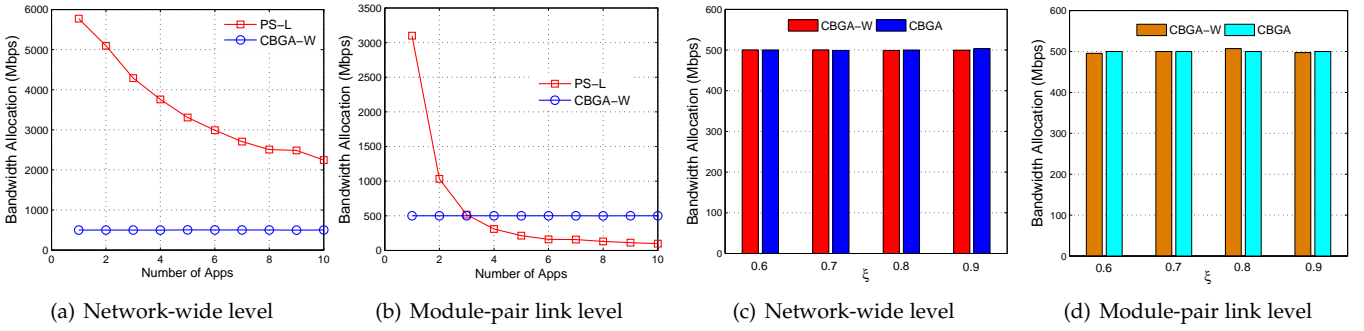 Bandwidth Allocation (Mbps)
6000
5000
4000
3000
2000
1000
0
0 2 4 6 8 10
Number of Apps
PS−L
CBGA−W
(a) Network-wide level
Bandwidth Allocation (Mbps)
3500
3000
2500
2000
1500
1000
500
0
0 2 4 6 8 10
Number of Apps
PS−L
CBGA−W
(b) Module-pair link level
Bandwidth Allocation (Mbps)
600
500
400
300
200
100
0
0.6 0.7 0.8 0.9
ξ
CBGA−W CBGA
(c) Network-wide level
Bandwidth Allocation (Mbps)
600
500
400
300
200
100
0
0.6 0.7 0.8 0.9
ξ
CBGA−W CBGA
(d) Module-pair link level